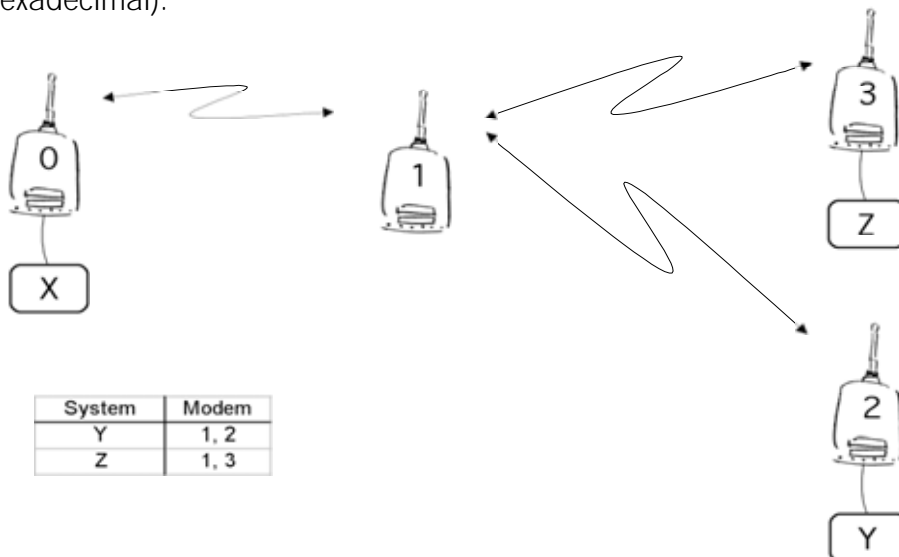 exadecimal).
3
0
1
Z
X
2
System Modem
Y 1, 2
Z 1, 3
Y